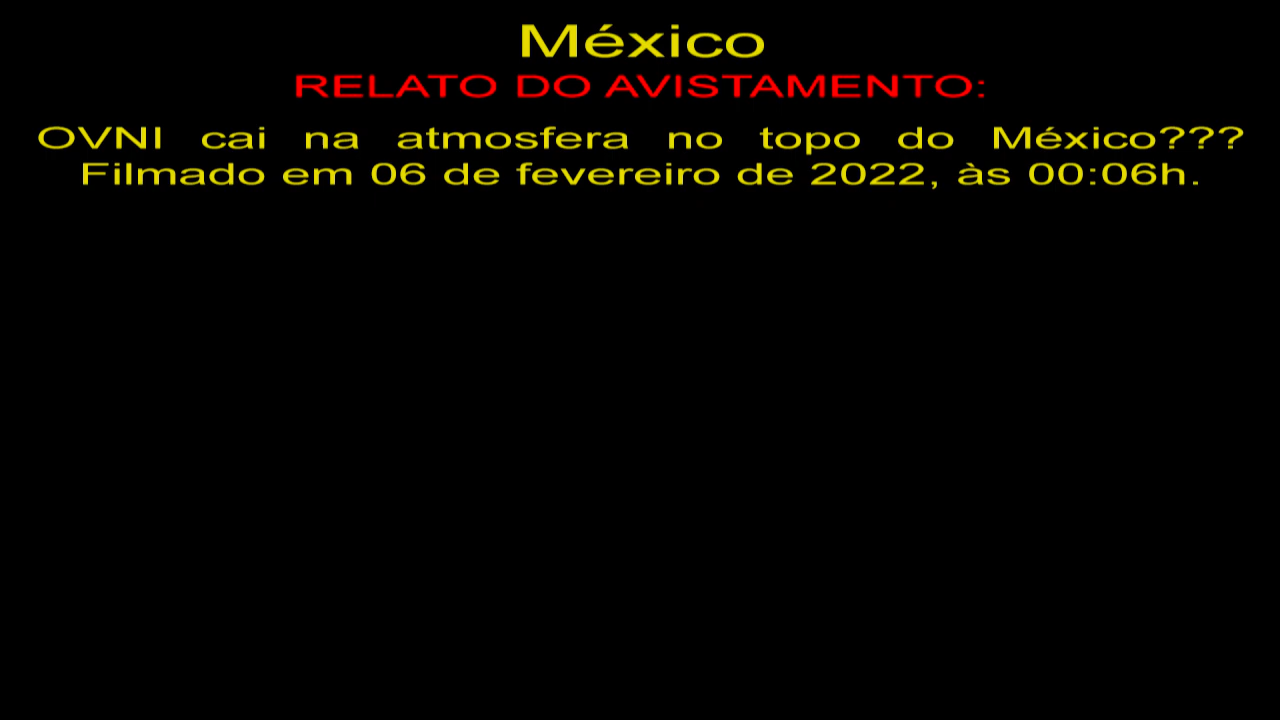 México
RELATO DO AVISTAMENTO:
OVNI cai na atmosfera no topo do México???
Filmado em 06 de fevereiro de 2022, às 00:06h.